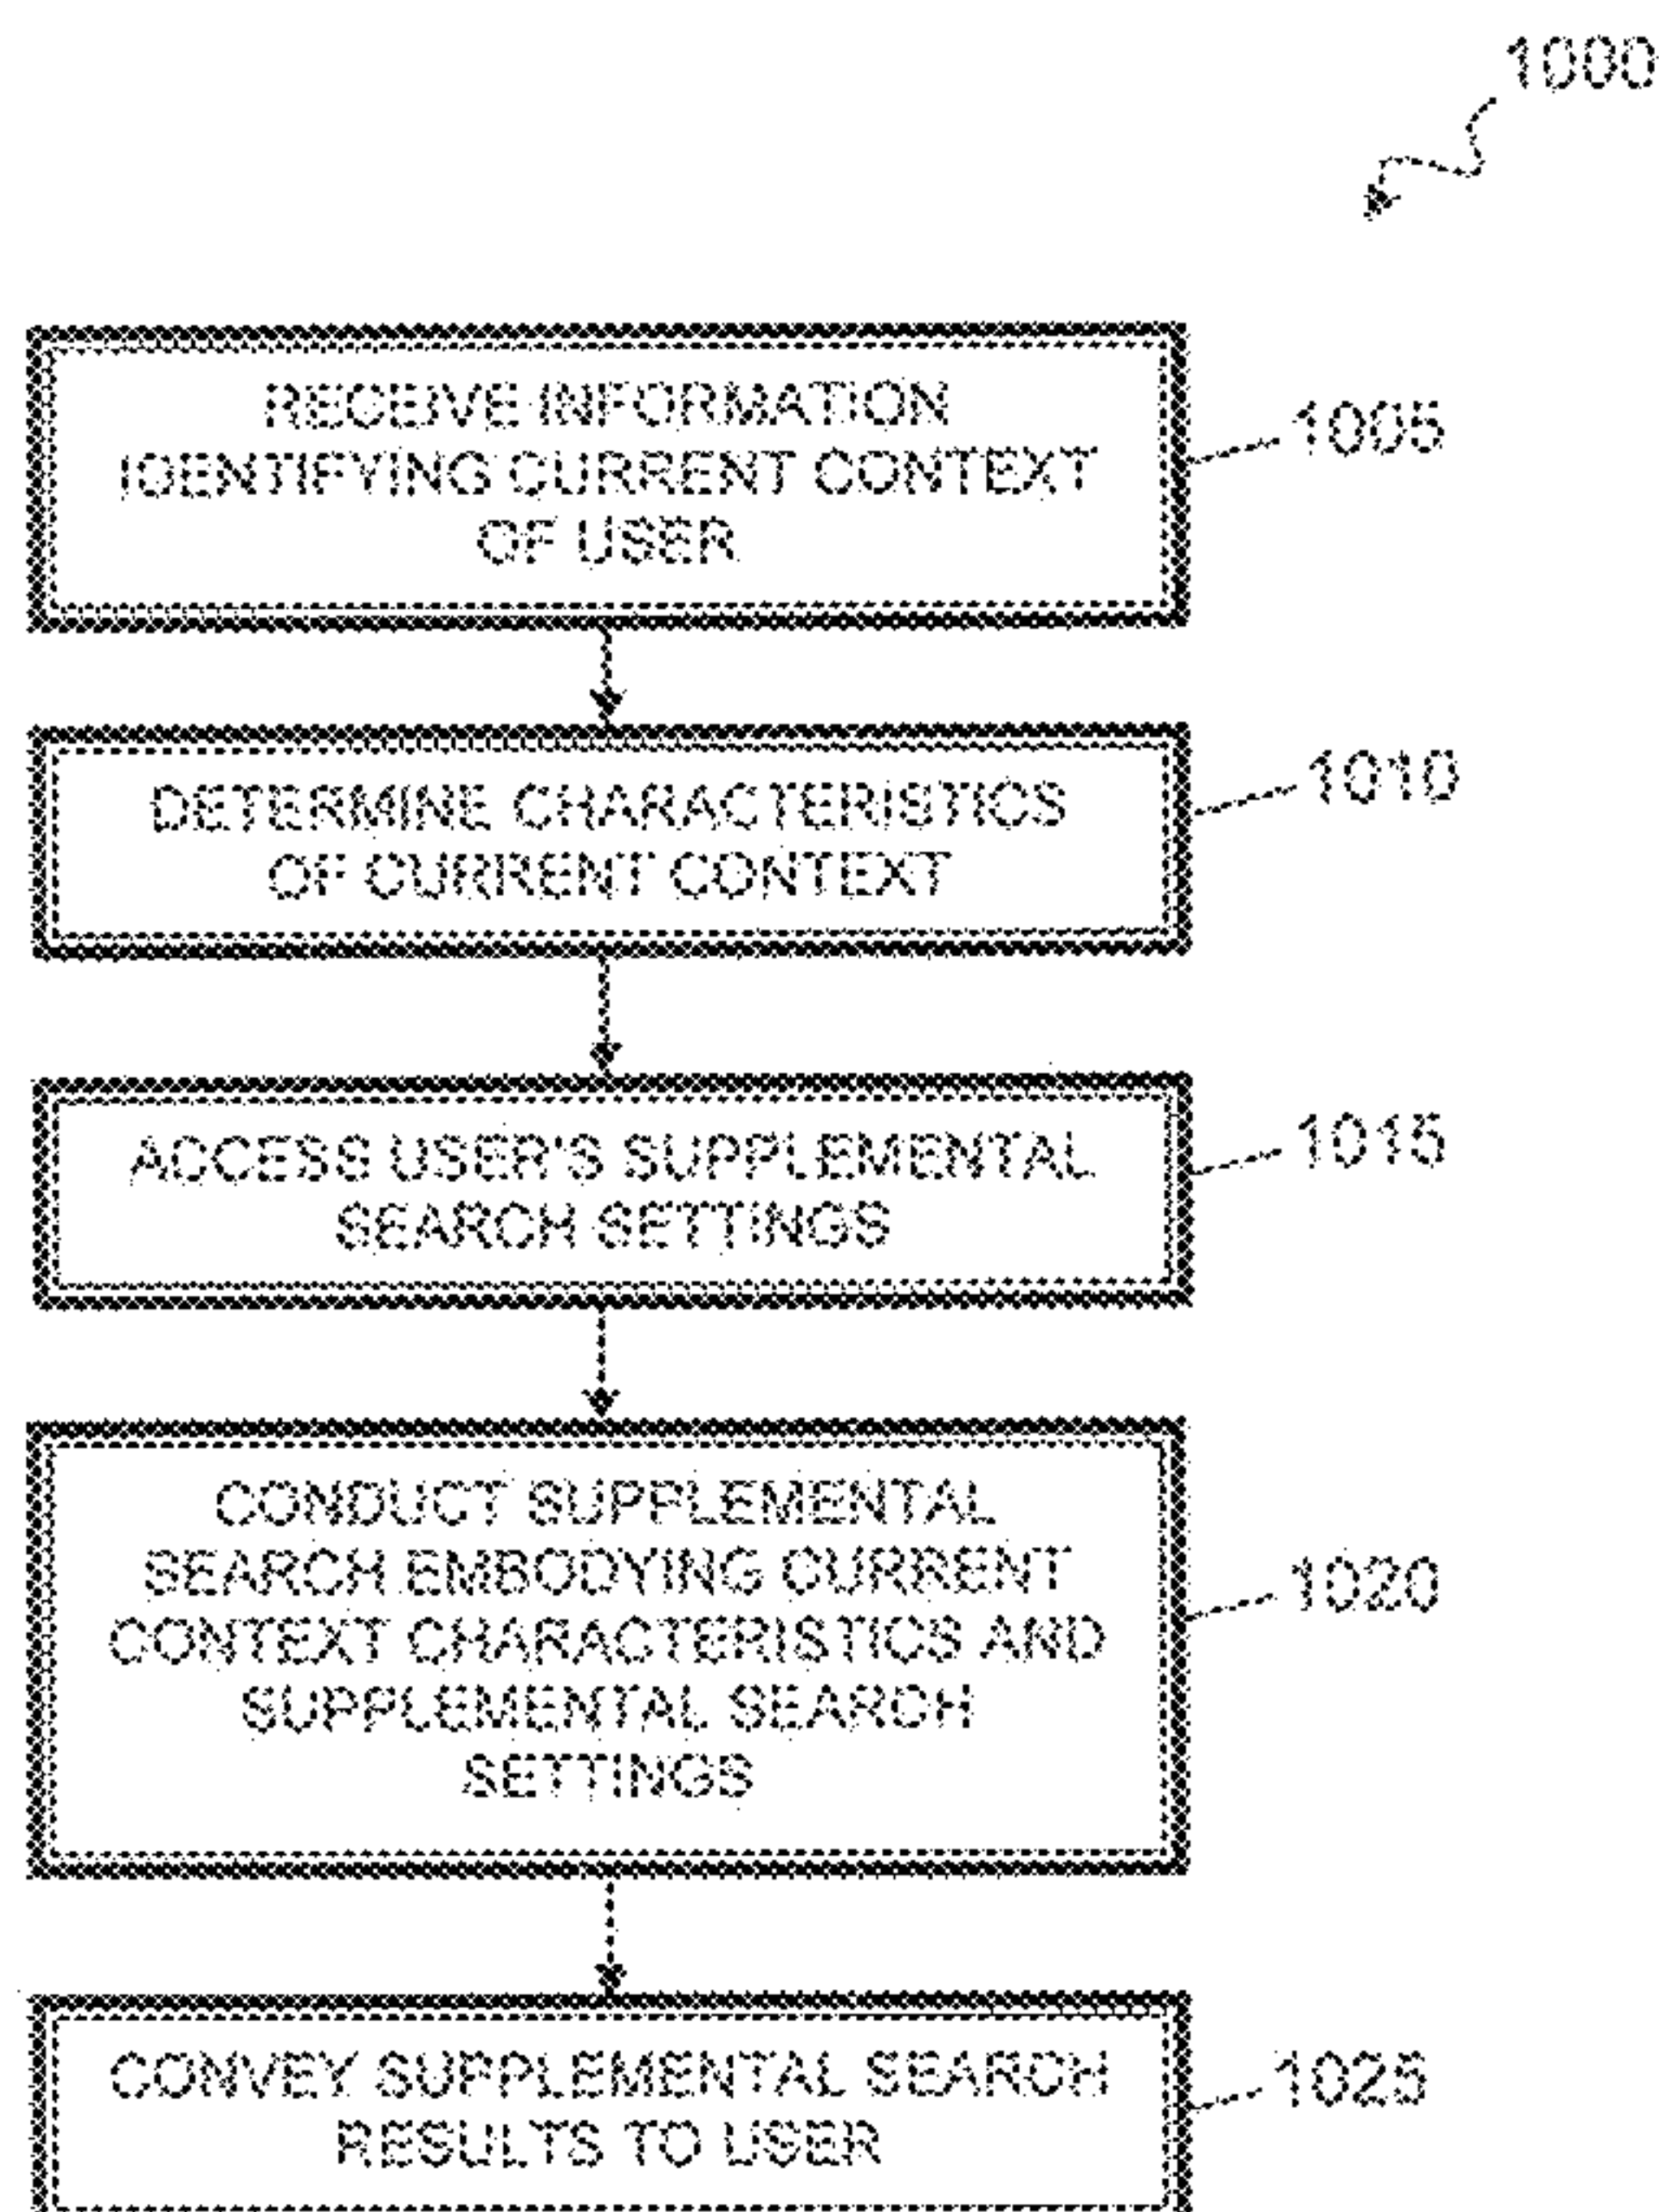 1000
RECEIVE INFORMATION
IDENTIFYING CURRENT CONTEXT
OF USER
1005
DETERMINE CHARACTERISTICS
OF CURRENT CONTEXT
1010
ACCESS USER'S SUPPLEMENTAL
SEARCH SETTINGS
1015
CONDUCT SUPPLEMENTAL
SEARCH EMBODYING CURRENT
CONTEXT CHARACTERISTICS AND
SUPPLEMENTAL SEARCH
SETTINGS
1020
CONVEY SUPPLEMENTAL SEARCH
RESULTS TO USER
1025